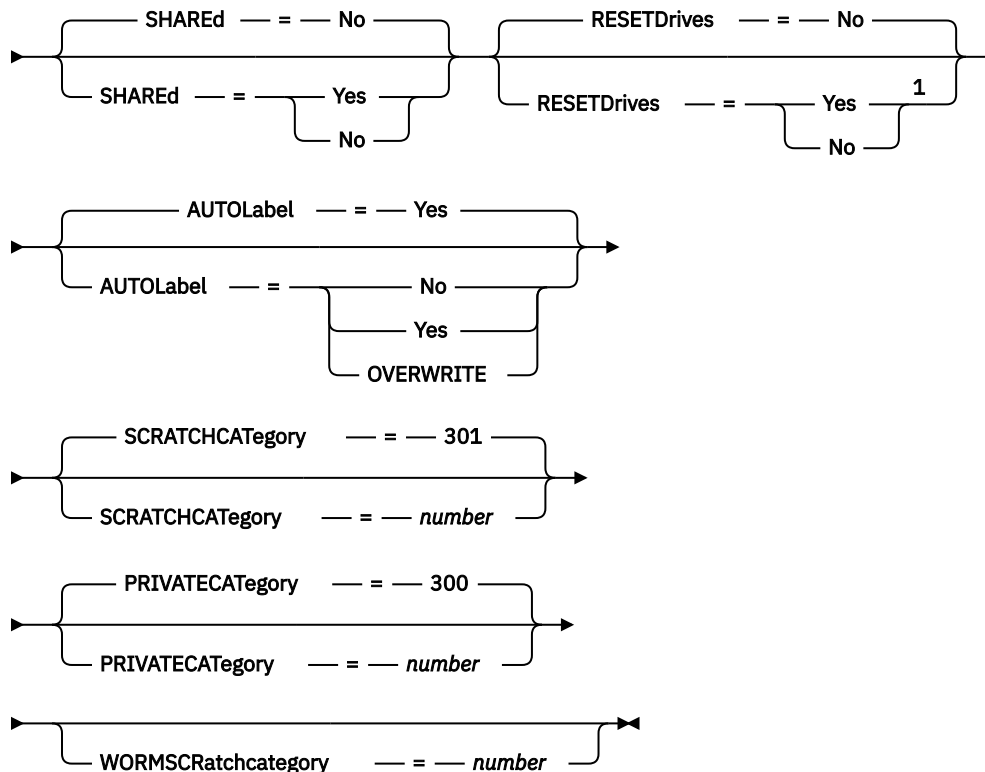 SHAREd = No RESETDrives = No
SHAREd = Yes RESETDrives = Yes 1
No No
AUTOLabel = Yes
AUTOLabel = No
Yes
OVERWRITE
SCRATCHCATegory = 301
SCRATCHCATegory = number
PRIVATECATegory = 300
PRIVATECATegory = number
WORMSCRatchcategory = number